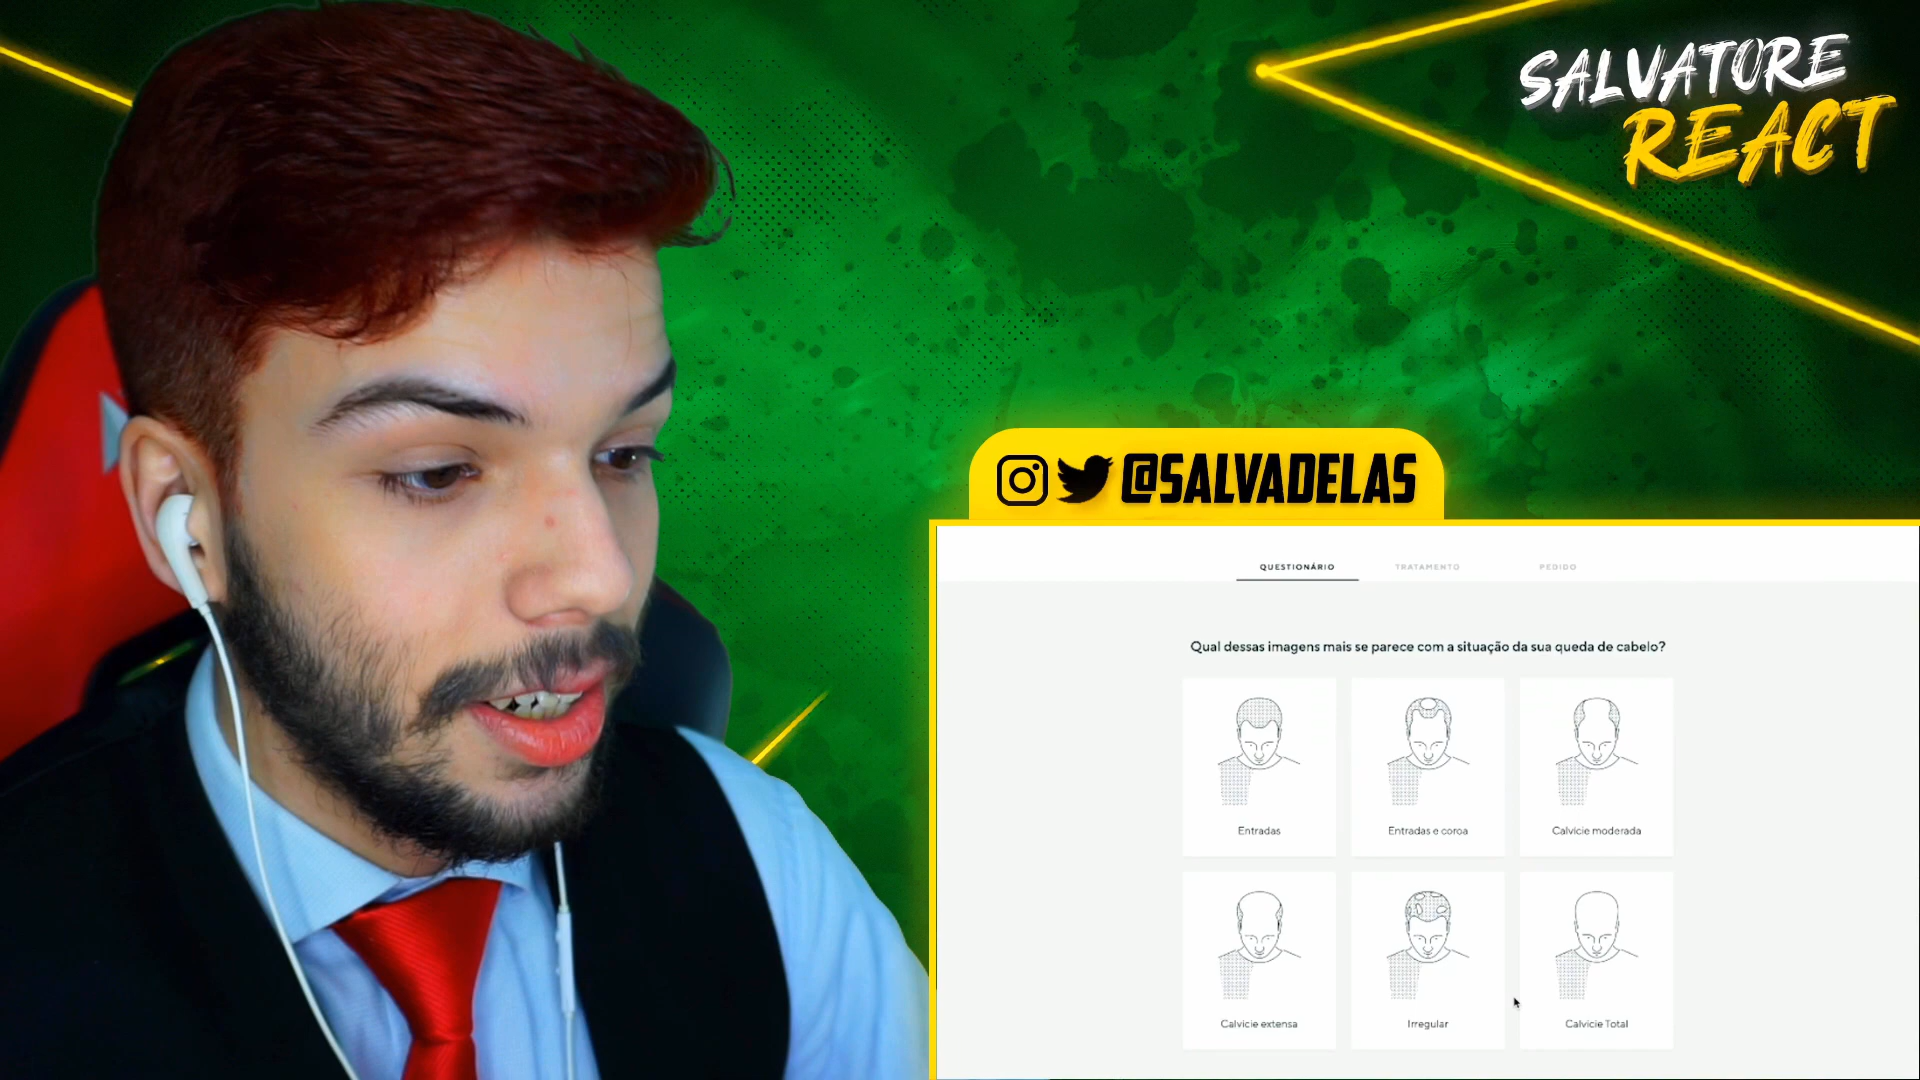 SALVATORE
REACT
@SALVADELAS
QUESTIONÁRIO TRATAMENTO PEDIDO
Qual dessas imagens mais se parece com a situação da sua queda de cabelo?
Entradas Entradas e coroa Calvície moderada
Calvície extensa Irregular Calvície Total